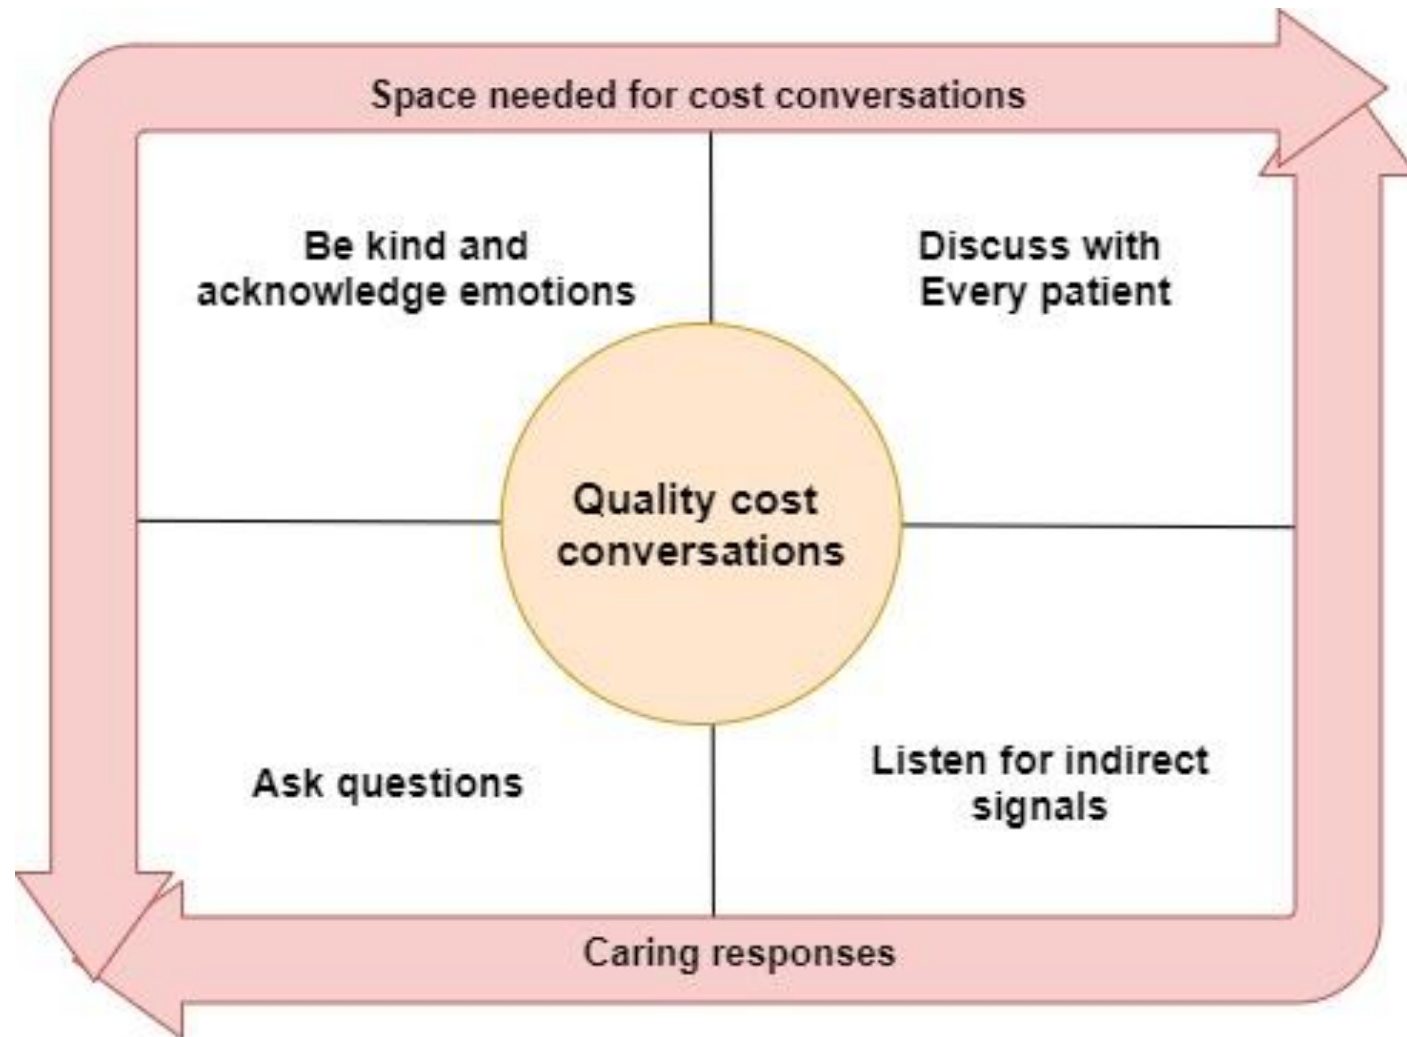 Space needed for cost conversations
Be kind and
acknowledge emotions
Discuss with
Every patient
Quality cost
conversations
Ask questions
Listen for indirect
signals
Caring responses